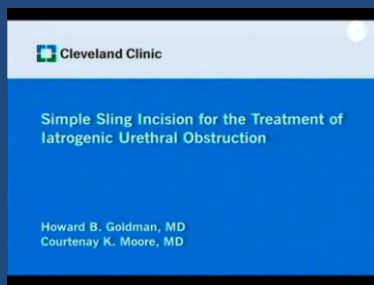 Cleveland Clinic
Simple Sling Incision for the Treatment of
Iatrogenic Urethral Obstruction
Howard B. Goldman, MD
Courtenay K. Moore, MD